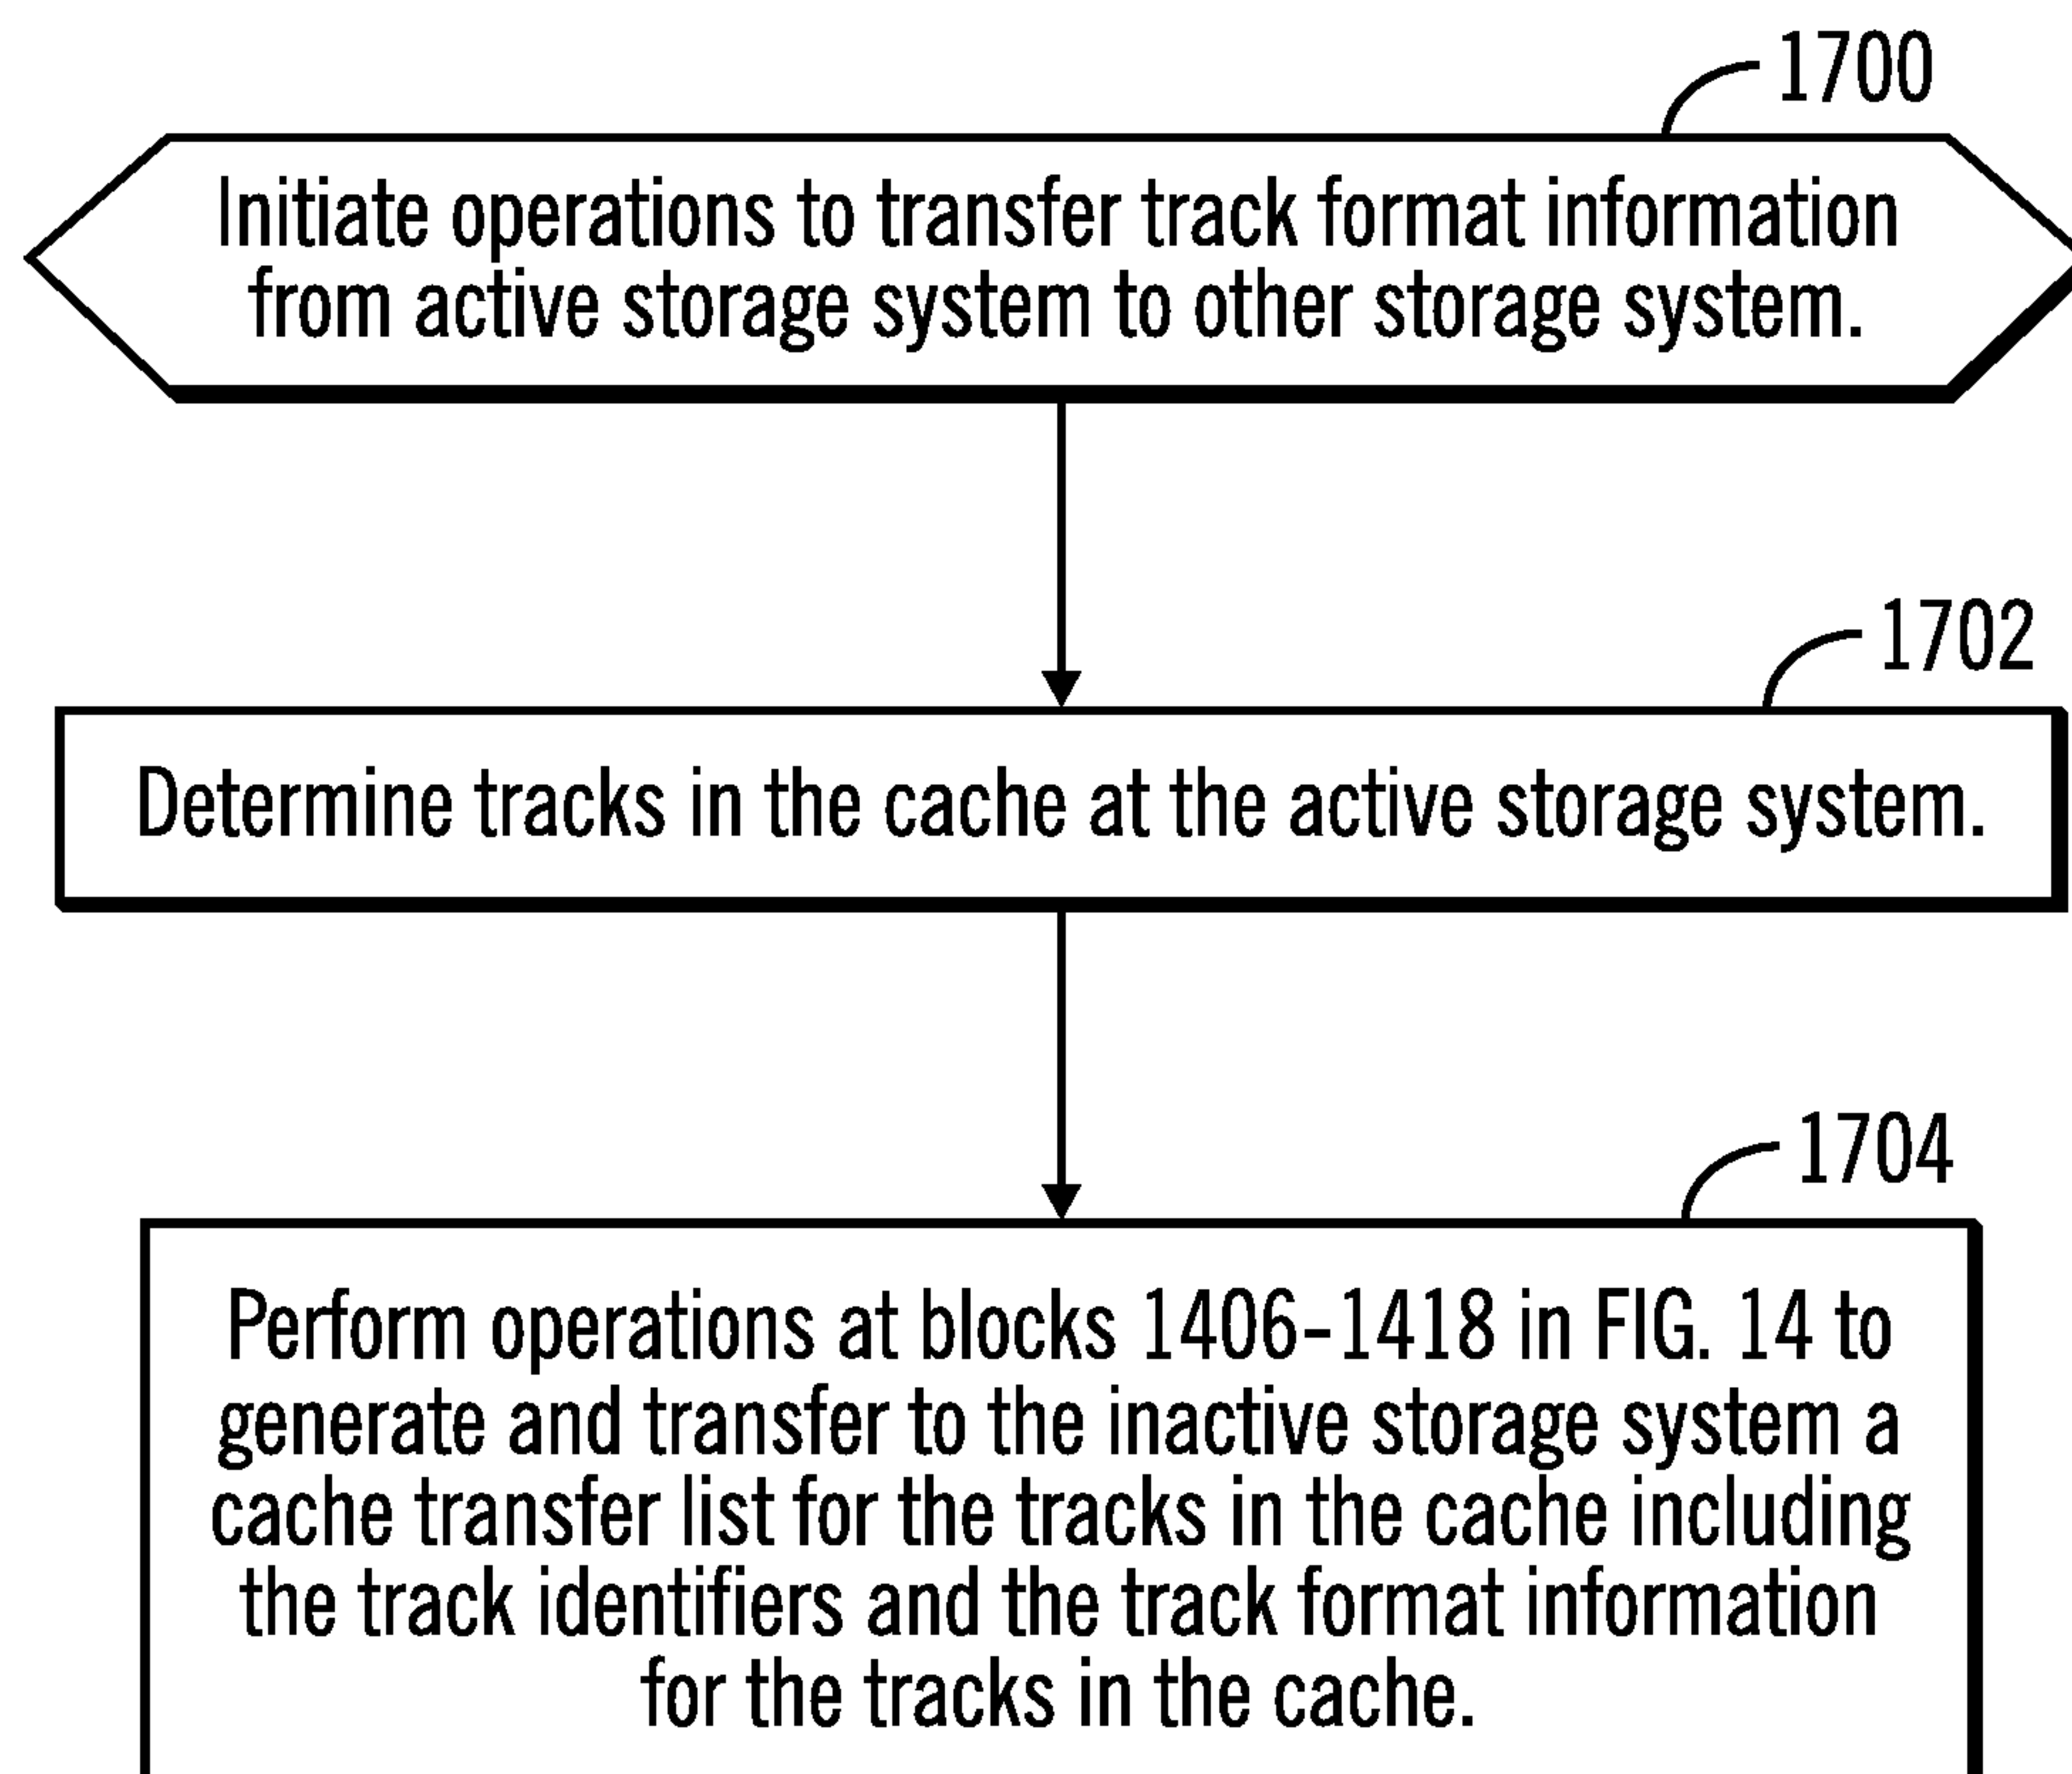 1700
Initiate operations to transfer track format information
from active storage system to other storage system.
1702
Determine tracks in the cache at the active storage system.
1704
Perform operations at blocks 1406-1418 in FIG. 14 to
generate and transfer to the inactive storage system a
cache transfer list for the tracks in the cache including
the track identifiers and the track format information
for the tracks in the cache.